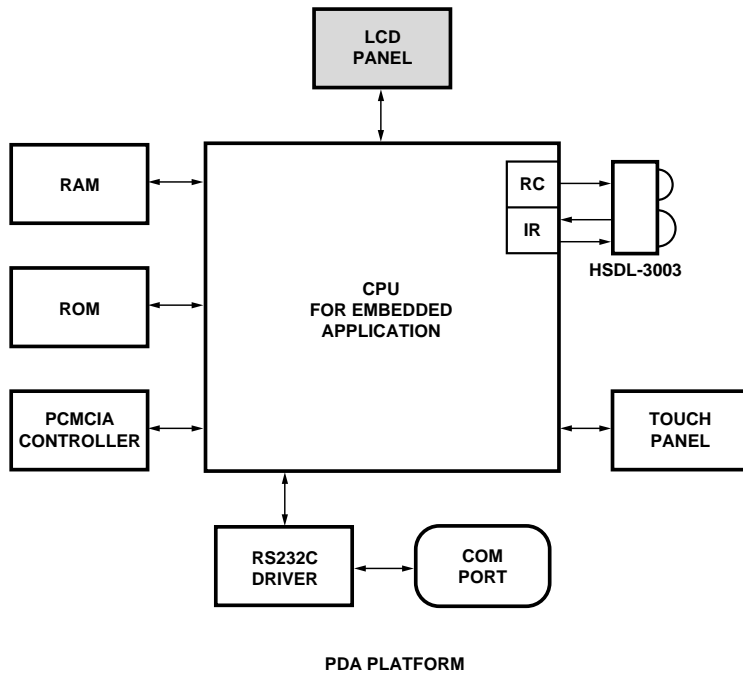 LCD
PANEL
RAM
RC
IR
HSDL-3003
ROM
CPU
FOR EMBEDDED
APPLICATION
PCMCIA
CONTROLLER
TOUCH
PANEL
RS232C
DRIVER
COM
PORT
PDA PLATFORM